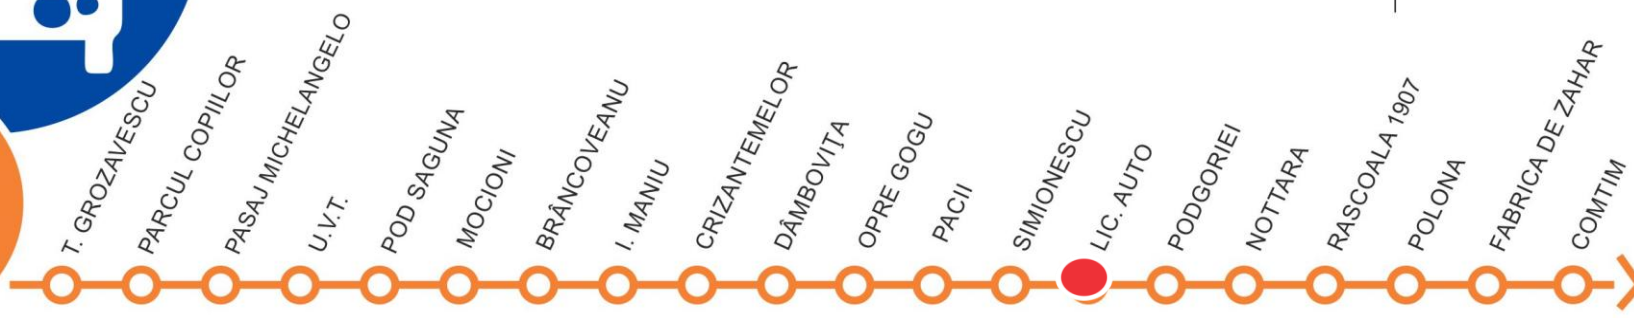 T. GROZAVESCU
PARCUL COPIILOR
PASAJ MICHELANGELO
U.V.T.
POD SAGUNA
MOCIONI
BRÂNCOVEANU
I. MANIU
CRIZANTEMELOR
DÂMBOVIŢA
OPRE GOGU
PACII
SIMIONESCU
LIC. AUTO
PODGORIEI
NOTTARA
RASCOALA 1907
POLONA
FABRICA DE ZAHAR
COMTIM